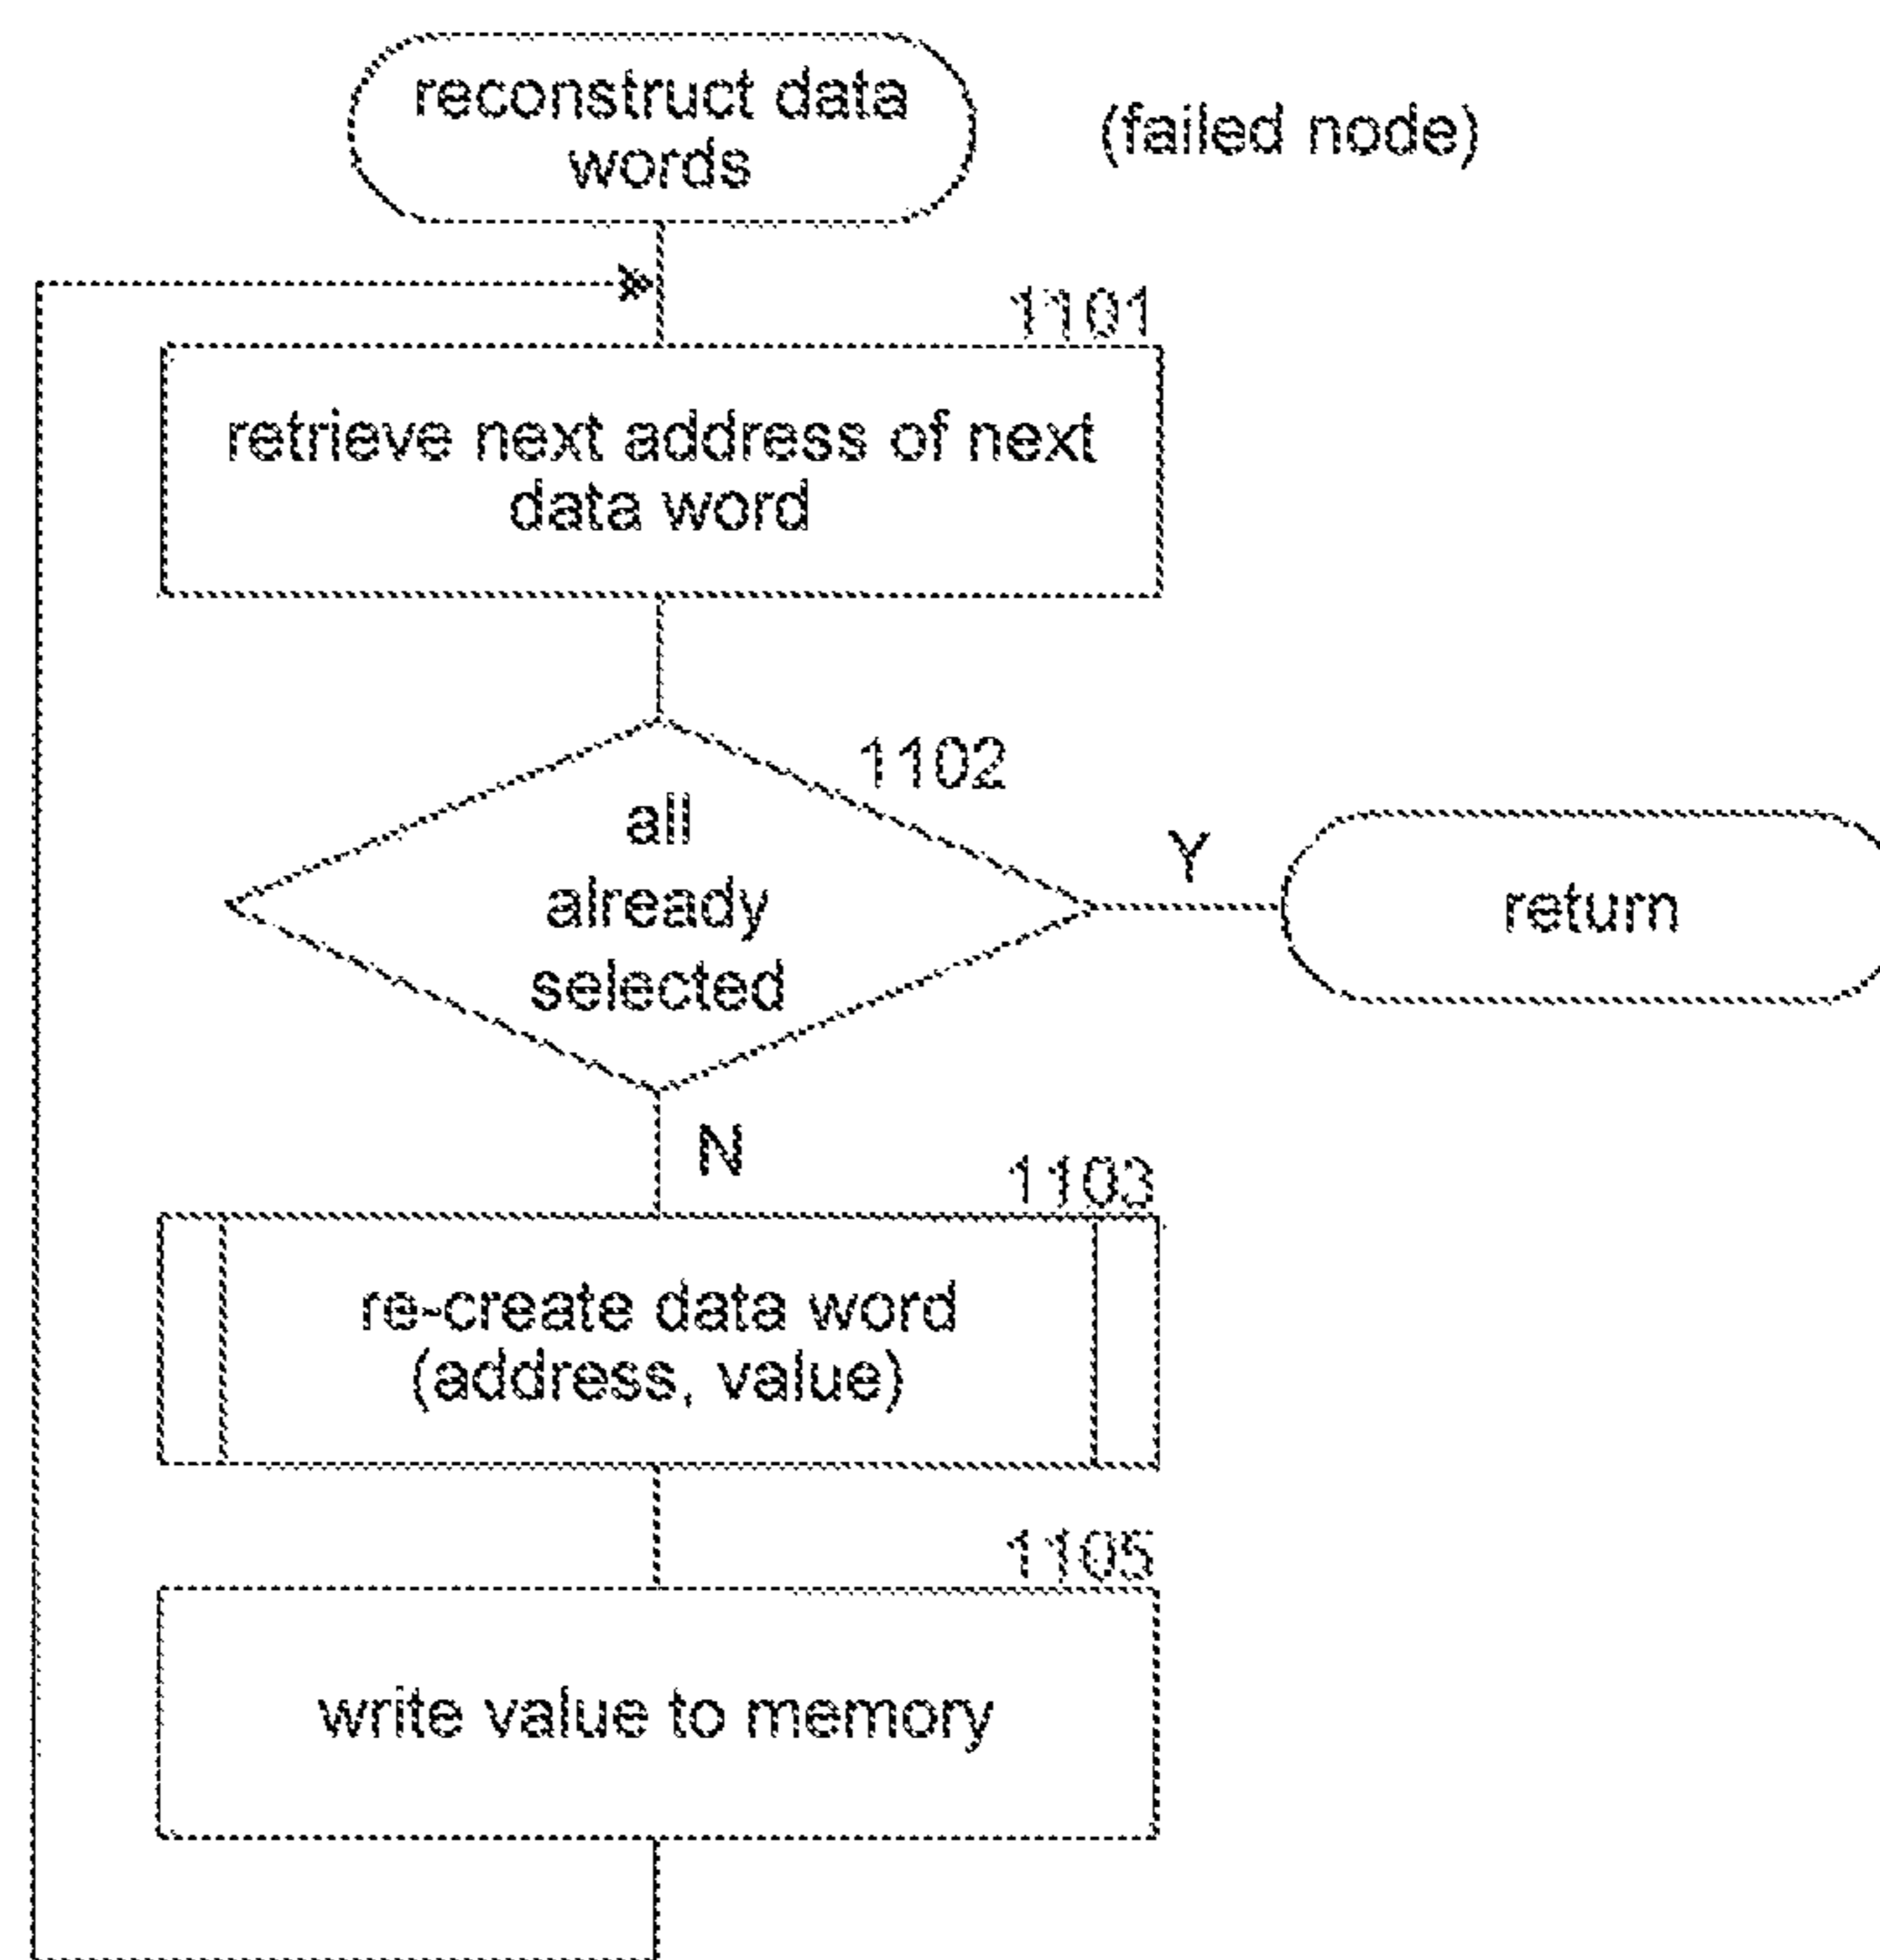 reconstruct data
words
(failed node)
1101
retrieve next address of next
data word
1102
all
already
selected
Y
return
N
1103
re-create data word
(address, value)
1105
write value to memory